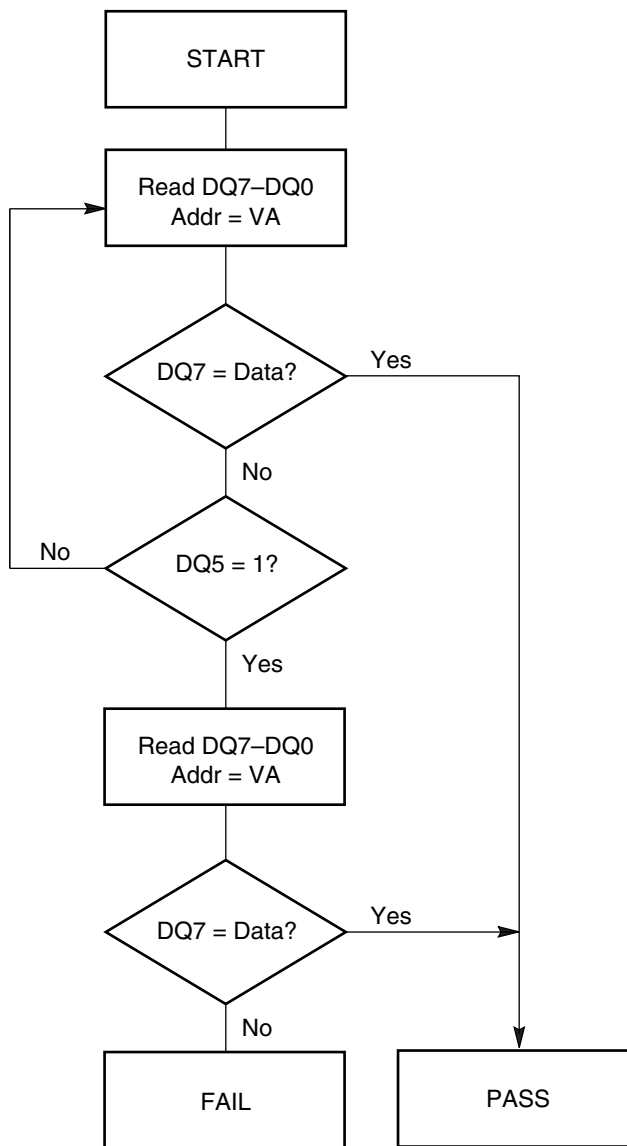 START
Read DQ7–DQ0
Addr = VA
DQ7 = Data?
Yes
No
No
DQ5 = 1?
Yes
Read DQ7–DQ0
Addr = VA
DQ7 = Data?
Yes
No
FAIL
PASS